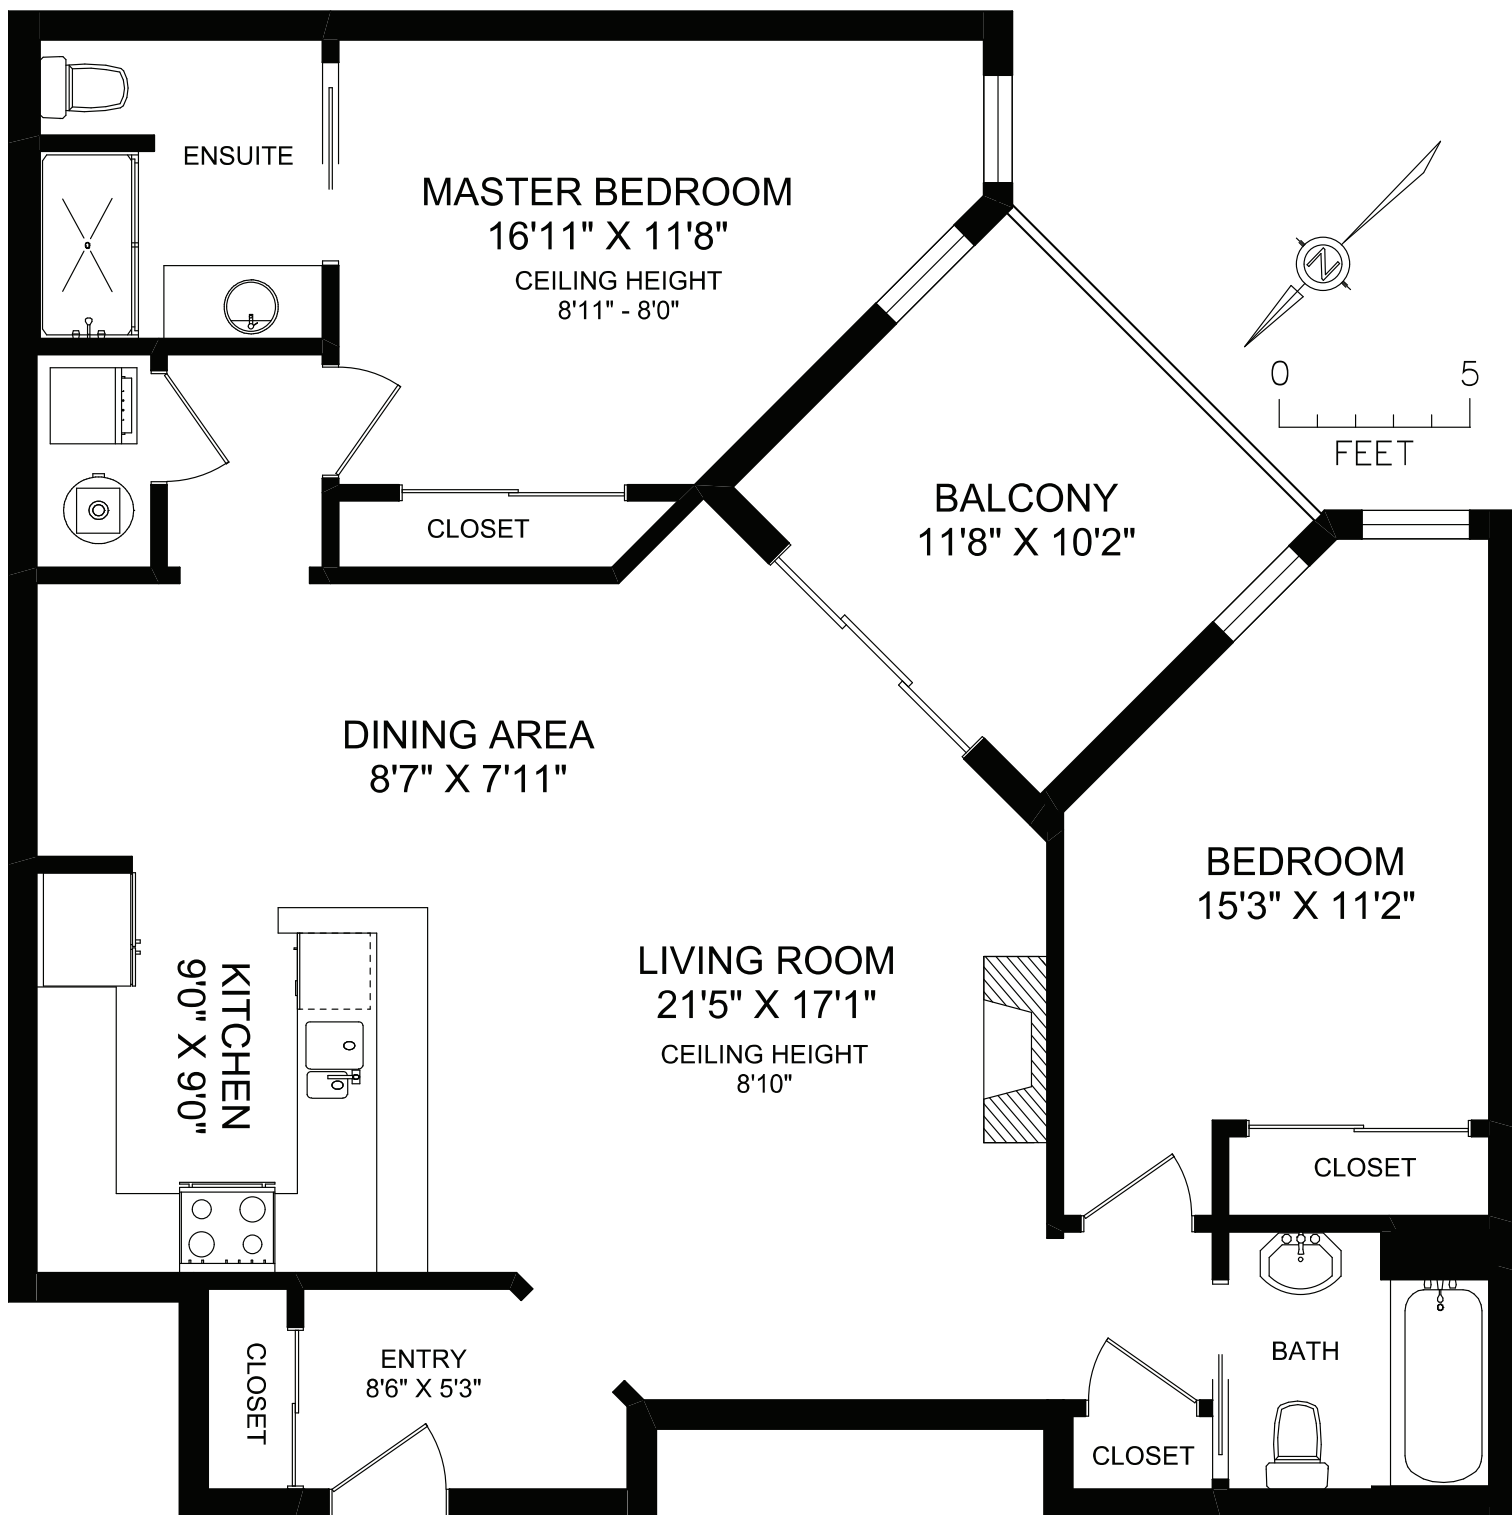 ENSUITE
MASTER BEDROOM
16'11" X 11'8"
CEILING HEIGHT
8'11" - 8'0"
N
0 5
FEET
CLOSET
BALCONY
11'8" X 10'2"
DINING AREA
8'7" X 7'11"
BEDROOM
15'3" X 11'2"
KITCHEN
9'0" X 9'0"
LIVING ROOM
21'5" X 17'1"
CEILING HEIGHT
8'10"
CLOSET
CLOSET
ENTRY
8'6" X 5'3"
BATH
CLOSET